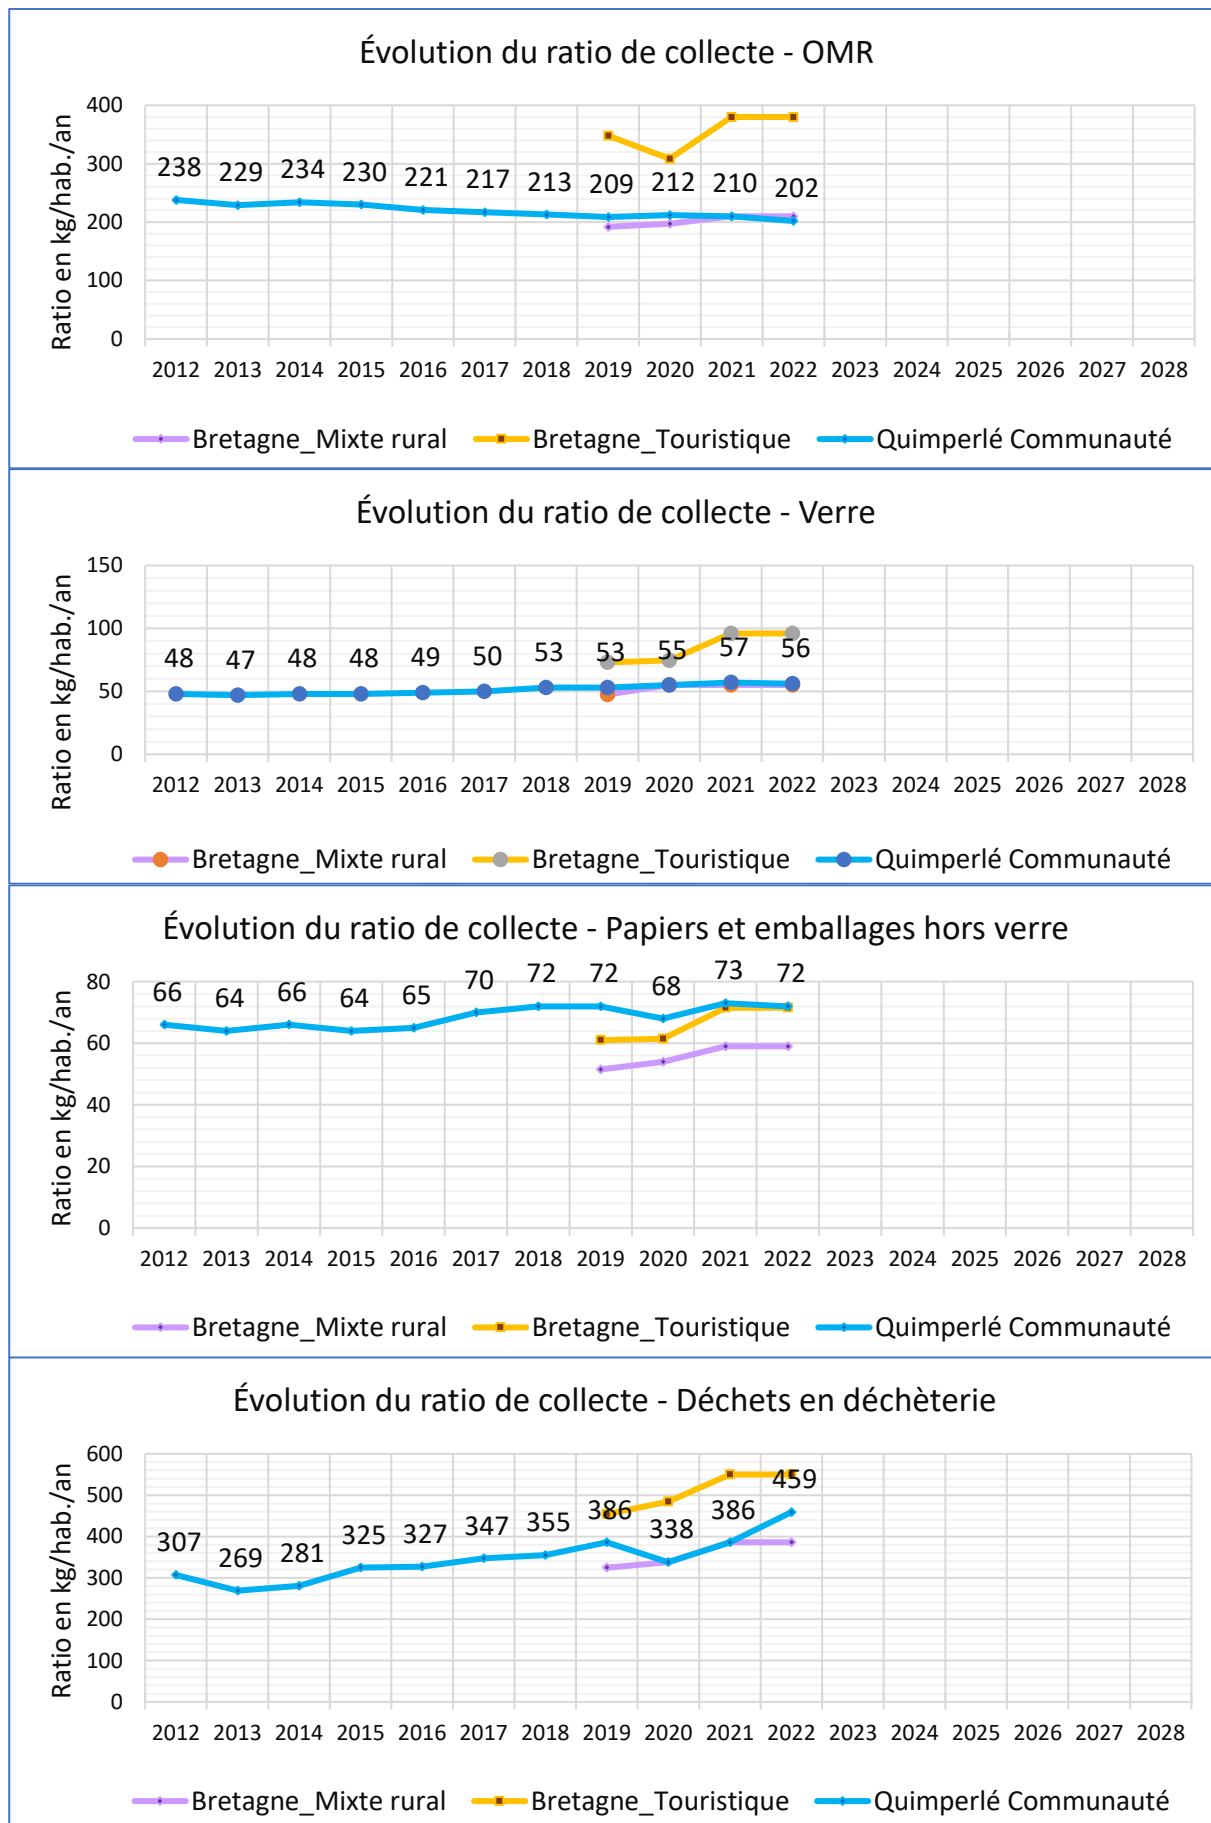 Évolution du ratio de collecte - OMR
Ratio en kg/hab./an
400
300
200
100
0
238 229 234 230 221 217 213 209 212 210 202
2012 2013 2014 2015 2016 2017 2018 2019 2020 2021 2022 2023 2024 2025 2026 2027 2028
Bretagne_Mixte rural Bretagne_Touristique Quimperlé Communauté
Évolution du ratio de collecte - Verre
Ratio en kg/hab./an
150
100
50
0
48 47 48 48 49 50 53 53 55 57 56
2012 2013 2014 2015 2016 2017 2018 2019 2020 2021 2022 2023 2024 2025 2026 2027 2028
Bretagne_Mixte rural Bretagne_Touristique Quimperlé Communauté
Évolution du ratio de collecte - Papiers et emballages hors verre
Ratio en kg/hab./an
80
60
40
20
0
66 64 66 64 65 70 72 72 68 73 72
2012 2013 2014 2015 2016 2017 2018 2019 2020 2021 2022 2023 2024 2025 2026 2027 2028
Bretagne_Mixte rural Bretagne_Touristique Quimperlé Communauté
Évolution du ratio de collecte - Déchets en déchèterie
Ratio en kg/hab./an
600
500
400
300
200
100
0
307 269 281 325 327 347 355 386 338 386 459
2012 2013 2014 2015 2016 2017 2018 2019 2020 2021 2022 2023 2024 2025 2026 2027 2028
Bretagne_Mixte rural Bretagne_Touristique Quimperlé Communauté